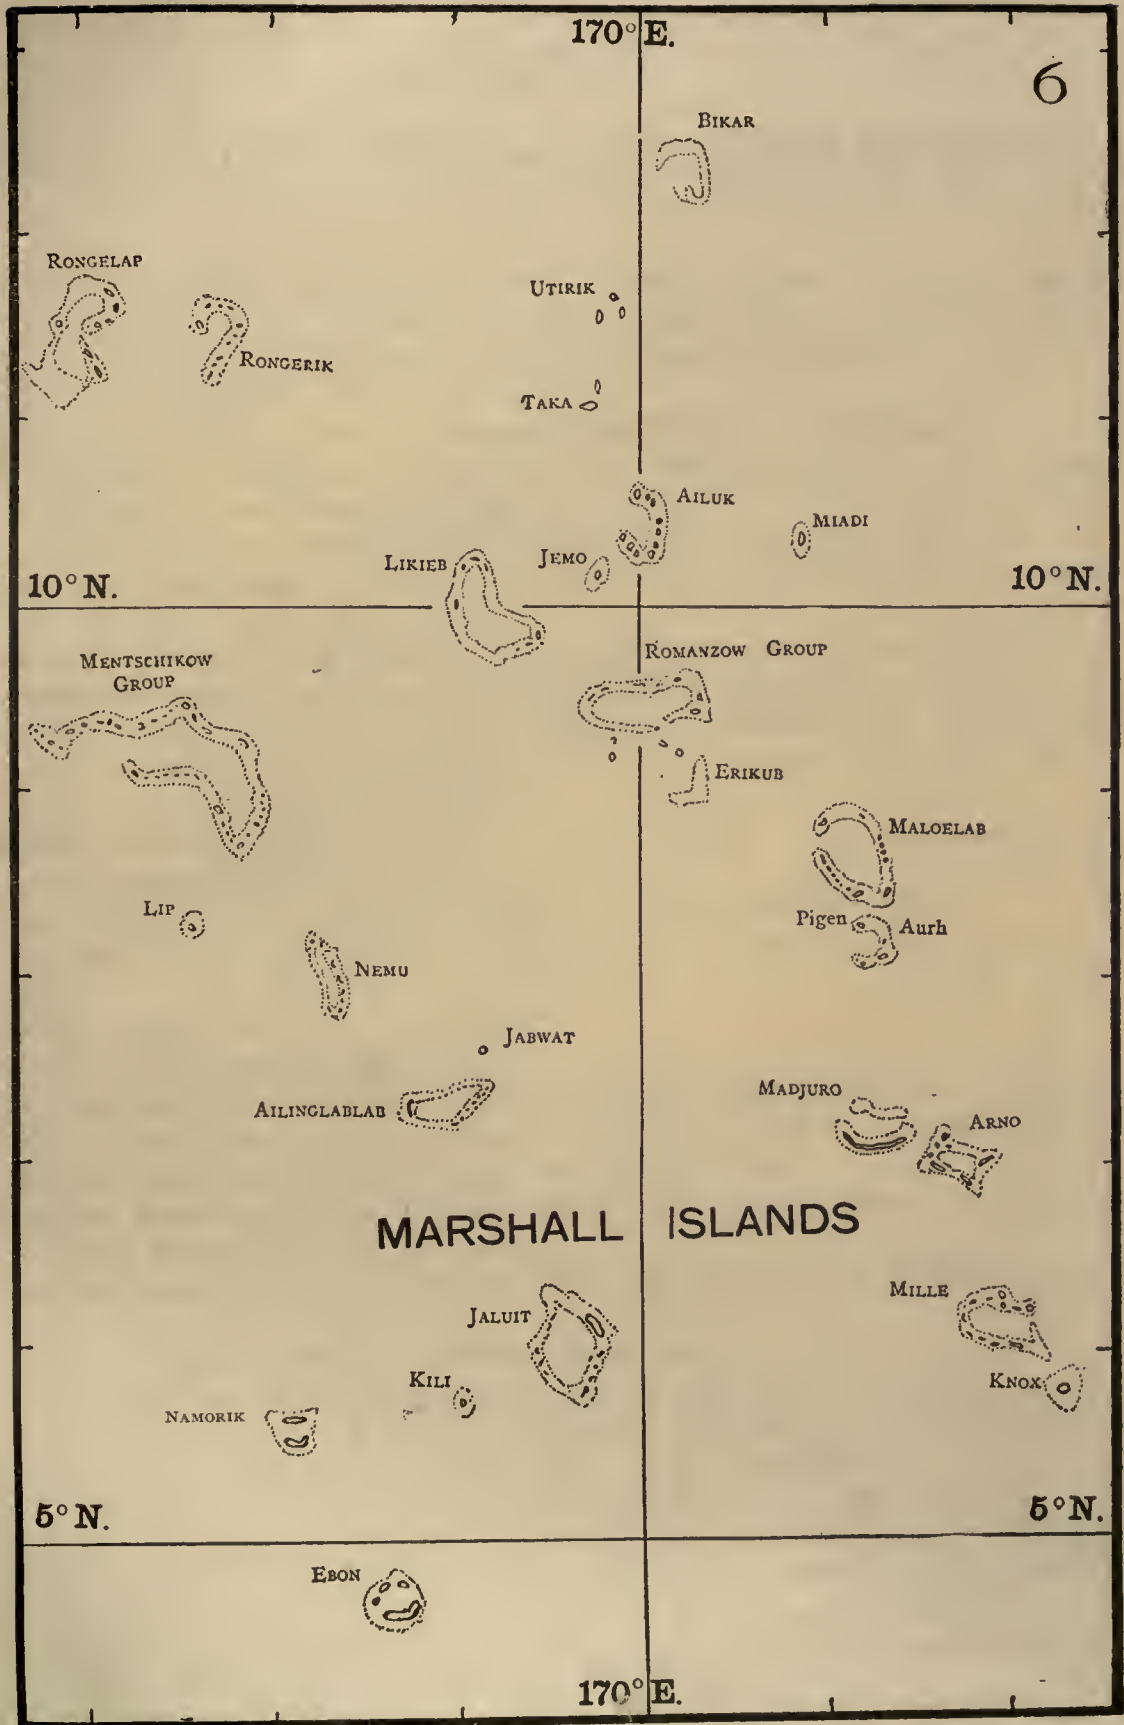 170° E.
6
BIKAR
RONGELAP
UTIRIK
RONGERIK
TAKA
AILUK
MIADI
LIKIEB
JEMO
10° N.
10° N.
ROMANZOW GROUP
MENTSCHIKOW
GROUP
ERIKUB
MALOELAB
LIP
Pigen
Aurh
NEMU
JABWAT
MADJURO
AILINGLABLAB
ARNO
MARSHALL ISLANDS
MILLE
JALUIT
KILI
KNOX
NAMORIK
5° N.
5° N.
EBON
170° E.